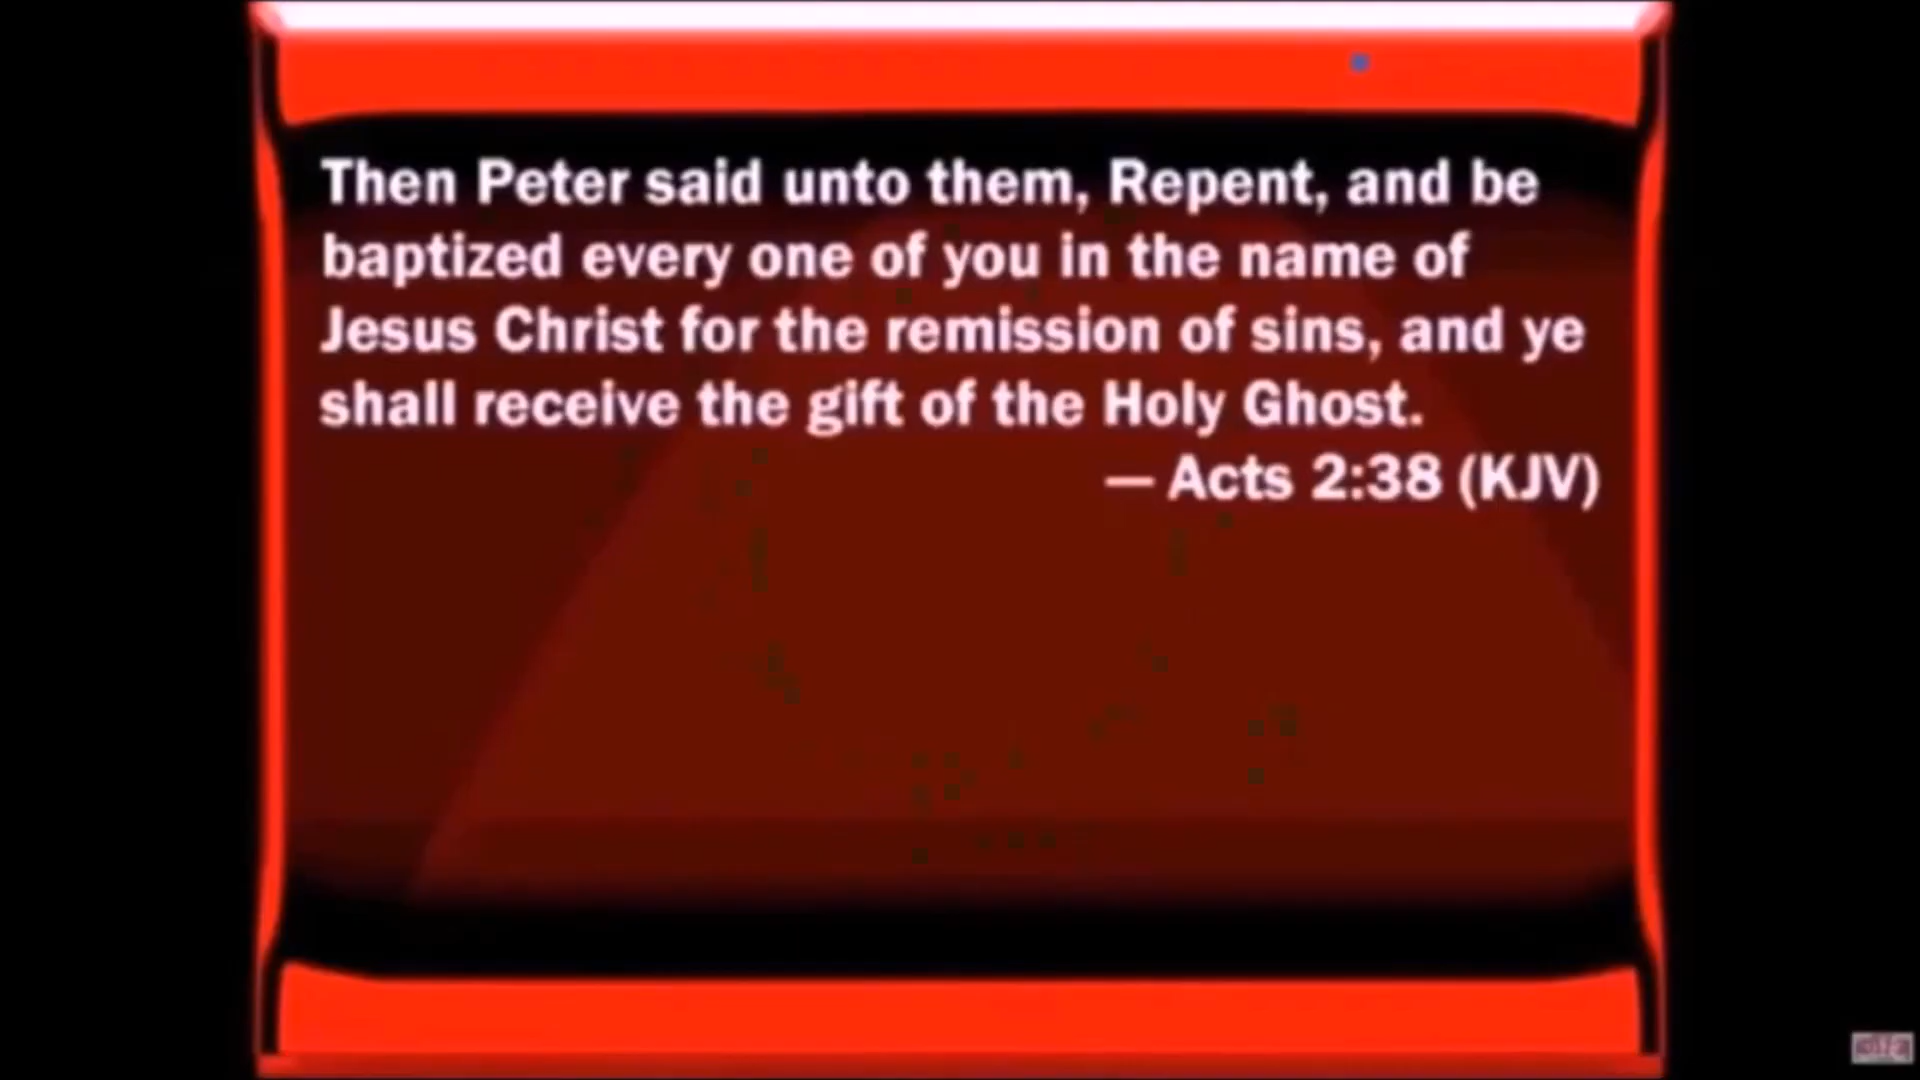 Then Peter said unto them, Repent, and be
baptized every one of you in the name of
Jesus Christ for the remission of sins, and ye
shall receive the gift of the Holy Ghost.
— Acts 2:38 (KJV)